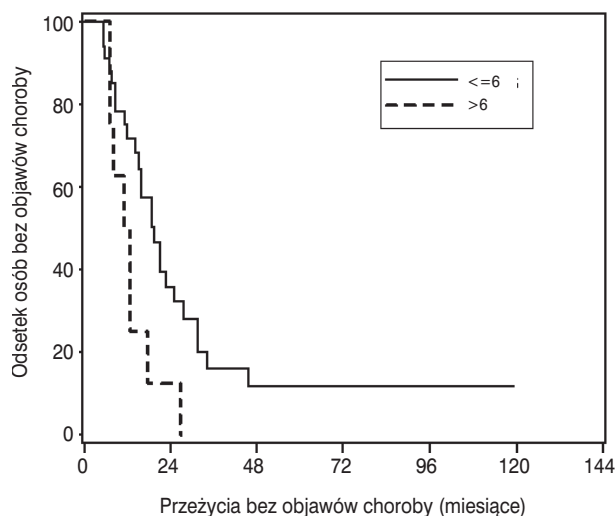 100
80
60
40
20
0
Odsetek osób bez objawów choroby
<=6 ;
>6
0 24 48 72 96 120 144
Przeżycia bez objawów choroby (miesiące)